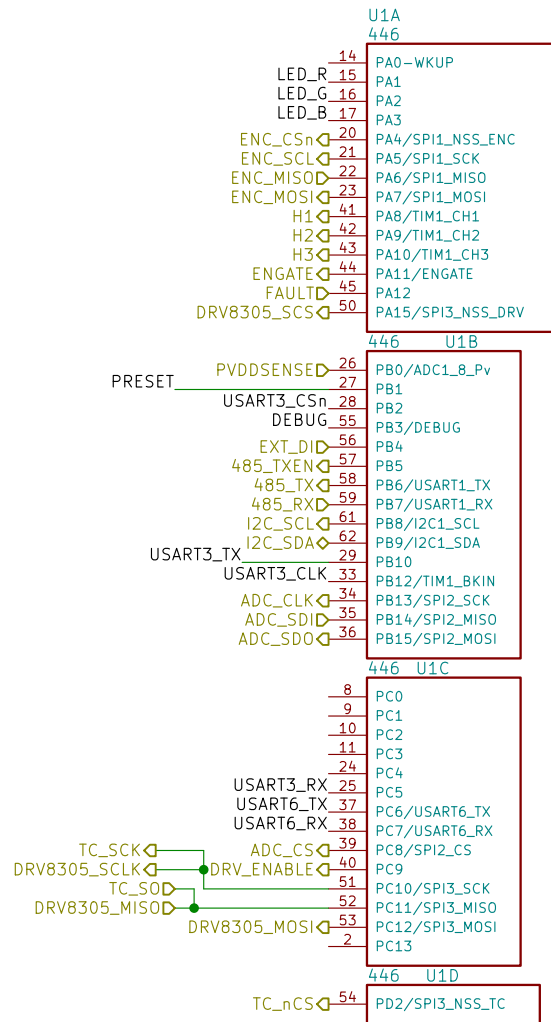 U1A
446
14 PA0-WKUP
LED_R 15 PA1
LED_G 16 PA2
LED_B 17 PA3
ENC_CSn 20 PA4/SPI1_NSS_ENC
ENC_SCL 21 PA5/SPI1_SCK
ENC_MISO 22 PA6/SPI1_MISO
ENC_MOSI 23 PA7/SPI1_MOSI
H1 41 PA8/TIM1_CH1
H2 42 PA9/TIM1_CH2
H3 43 PA10/TIM1_CH3
ENGATE 44 PA11/ENGATE
FAULT 45 PA12
DRV8305_SCS 50 PA15/SPI3_NSS_DRV
446 U1B
PVDDSENSE 26 PB0/ADC1_8_Pv
PRESET 27 PB1
USART3_CSn 28 PB2
DEBUG 55 PB3/DEBUG
EXT_DI 56 PB4
485_TXEN 57 PB5
485_TX 58 PB6/USART1_TX
485_RX 59 PB7/USART1_RX
I2C_SCL 61 PB8/I2C1_SCL
I2C_SDA 62 PB9/I2C1_SDA
USART3_TX 29 PB10
USART3_CLK 33 PB12/TIM1_BKIN
ADC_CLK 34 PB13/SPI2_SCK
ADC_SDI 35 PB14/SPI2_MISO
ADC_SDO 36 PB15/SPI2_MOSI
446 U1C
8 PC0
9 PC1
10 PC2
11 PC3
24 PC4
USART3_RX 25 PC5
USART6_TX 37 PC6/USART6_TX
USART6_RX 38 PC7/USART6_RX
TC_SCK ADC_CS 39 PC8/SPI2_CS
DRV8305_SCLK DRV_ENABLE 40 PC9
TC_SO 51 PC10/SPI3_SCK
DRV8305_MISO 52 PC11/SPI3_MISO
DRV8305_MOSI 53 PC12/SPI3_MOSI
2 PC13
446 U1D
TC_nCS 54 PD2/SPI3_NSS_TC